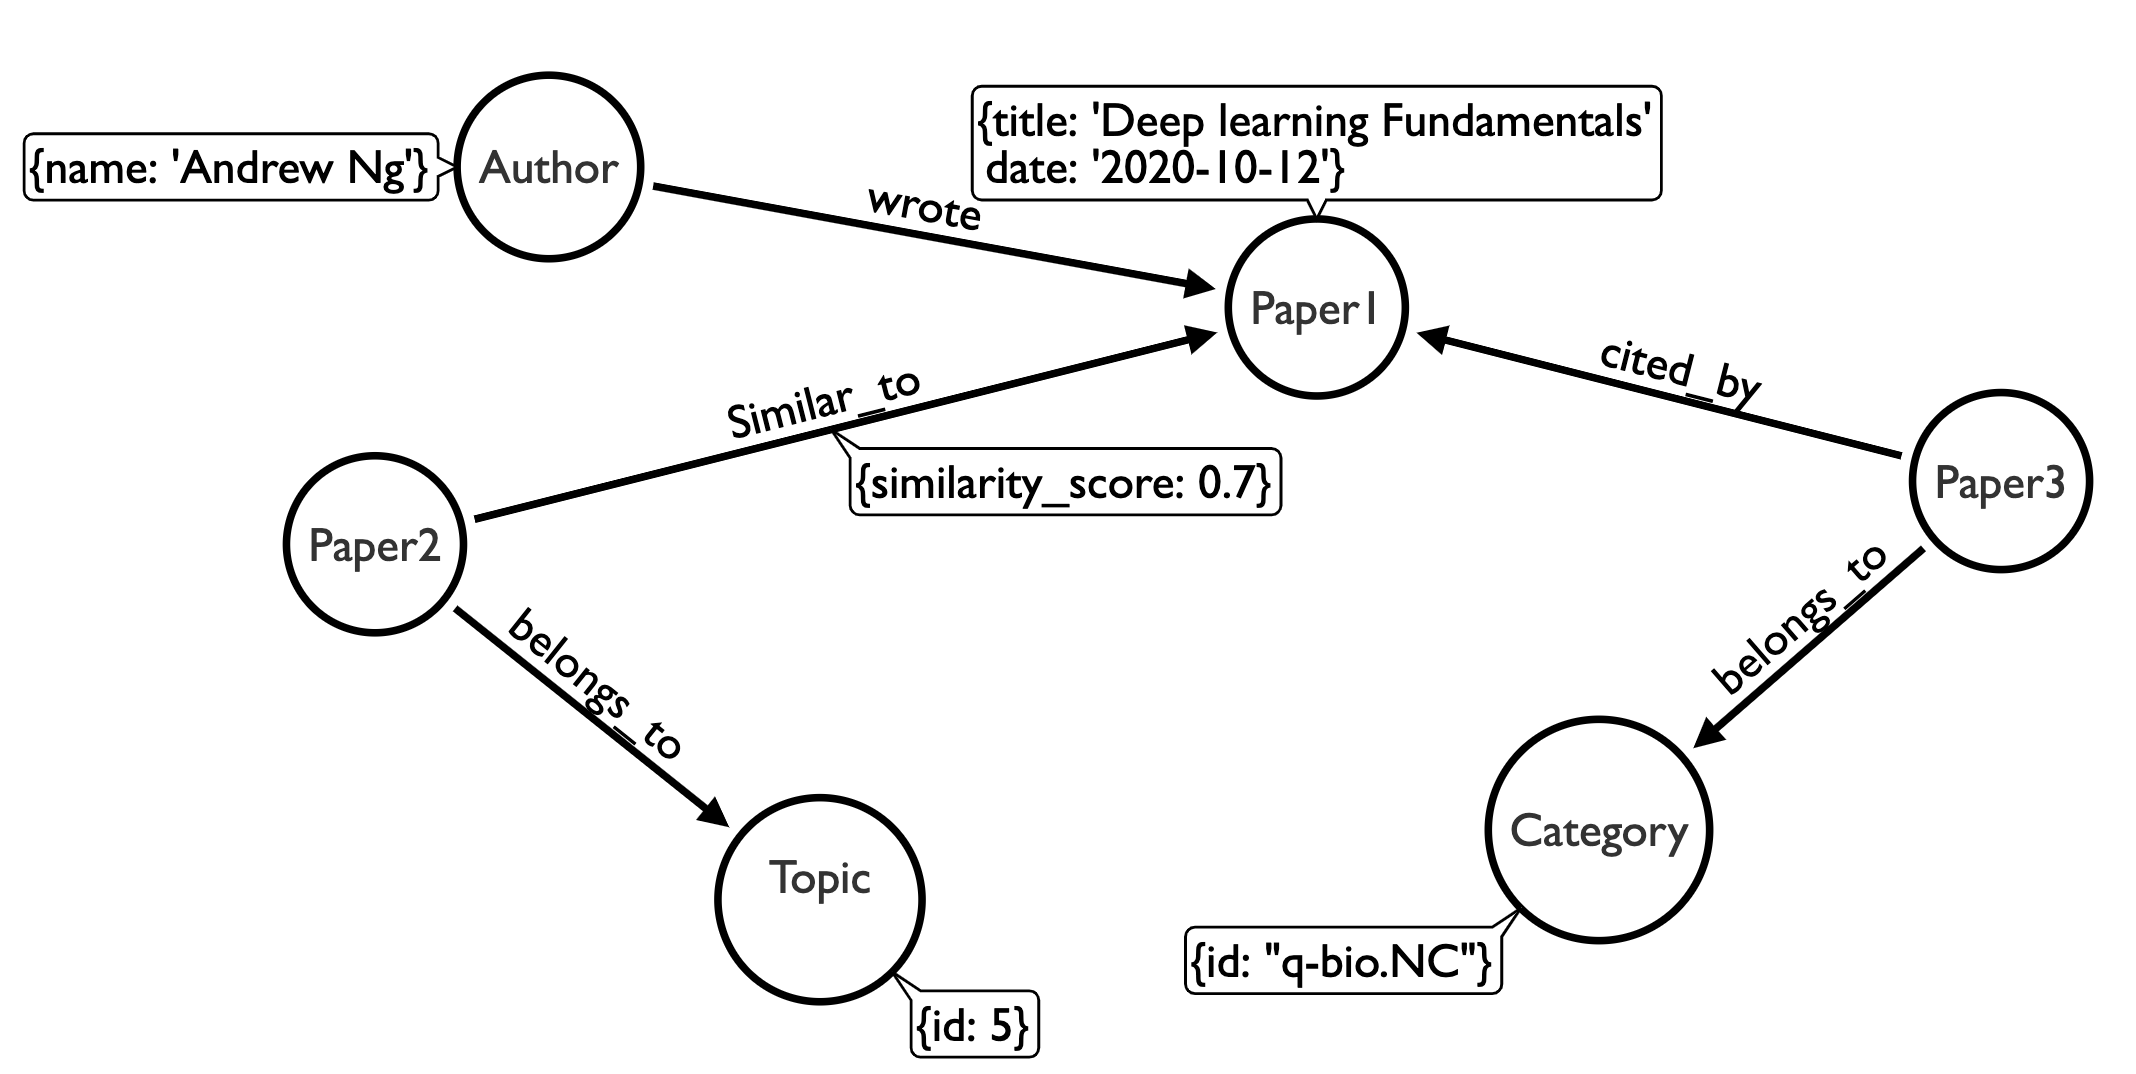 {name: 'Andrew Ng'}
Author
wrote
{title: 'Deep learning Fundamentals'
date: '2020-10-12'}
Paper1
Similar_to
{similarity_score: 0.7}
cited_by
Paper3
Paper2
belongs_to
belongs_to
Topic
{id: 5}
Category
{id: "q-bio.NC"}